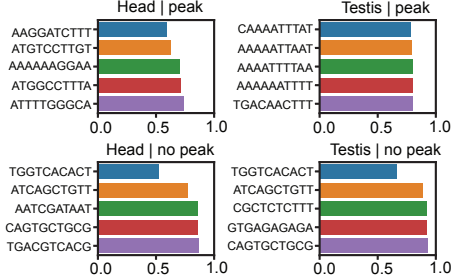 Head | peak
AAGGATCTTT
ATGTCCTTGT
AAAAAAGGAA
ATGGCCTTTA
ATTTTGGGCA
0.0 0.5 1.0
Testis | peak
CAAAATTTAT
AAAAATTAAT
AAAATTTTAA
AAAAAATTTT
TGACAACTTT
0.0 0.5 1.0
Head | no peak
TGGTCACACT
ATCAGCTGTT
AATCGATAAT
CAGTGCTGCG
TGACGTCACG
0.0 0.5 1.0
Testis | no peak
TGGTCACACT
ATCAGCTGTT
CGCTCTCTTT
GTGAGAGAGA
CAGTGCTGCG
0.0 0.5 1.0